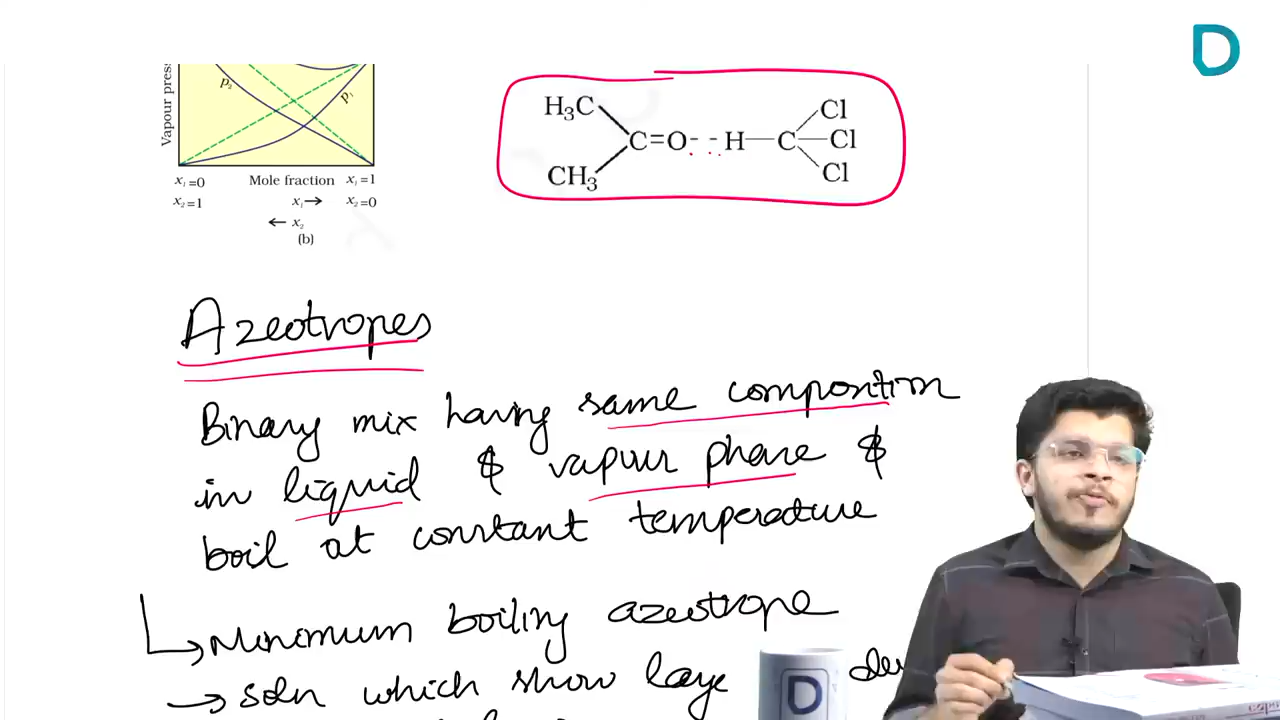 D
Vapour press
p₂
p₁
x₁=0 Mole fraction x₁=1
x₂=1 x₁→ x₂=0
← x₂
(b)
H₃C
CH₃
C=O---H—C
Cl
Cl
Cl
Azeotropes
Binary mix having same composition
in liquid & vapour phase &
boil at constant temperature
→ Minimum boiling azeotrope
→ soln which show large
D